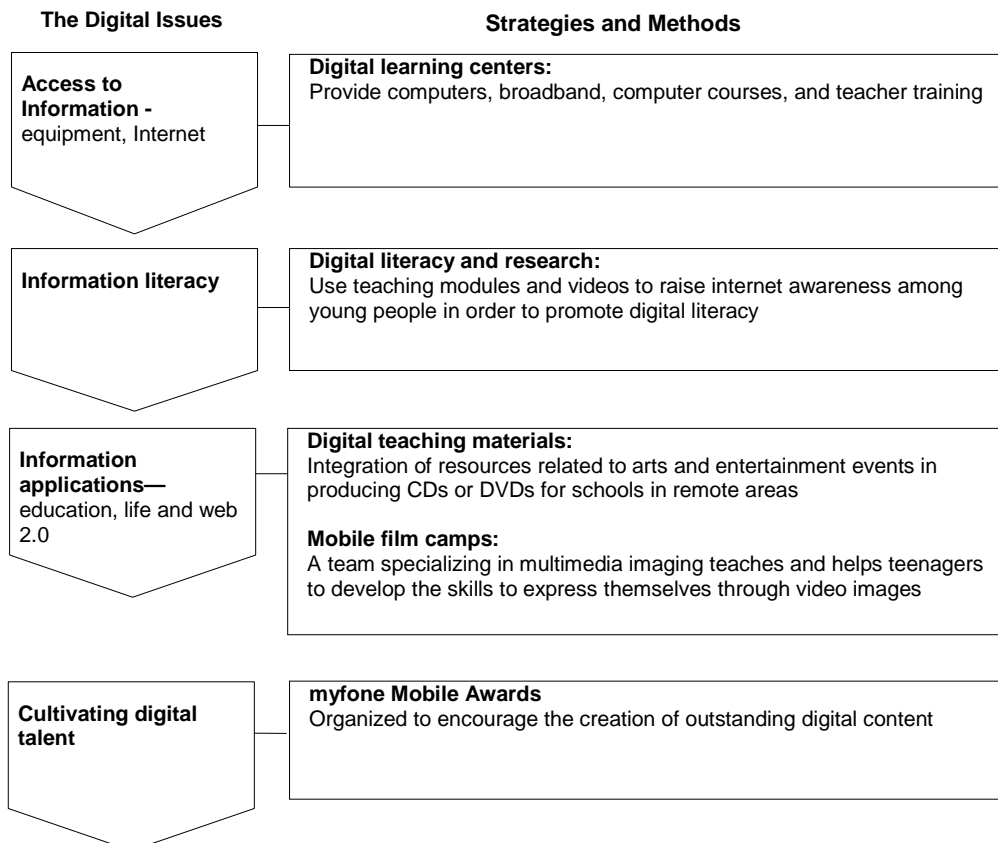 The Digital Issues
Strategies and Methods
Access to
Information -
equipment, Internet
Digital learning centers:
Provide computers, broadband, computer courses, and teacher training
Information literacy
Digital literacy and research:
Use teaching modules and videos to raise internet awareness among
young people in order to promote digital literacy
Information
applications—
education, life and web
2.0
Digital teaching materials:
Integration of resources related to arts and entertainment events in
producing CDs or DVDs for schools in remote areas
Mobile film camps:
A team specializing in multimedia imaging teaches and helps teenagers
to develop the skills to express themselves through video images
Cultivating digital
talent
myfone Mobile Awards
Organized to encourage the creation of outstanding digital content